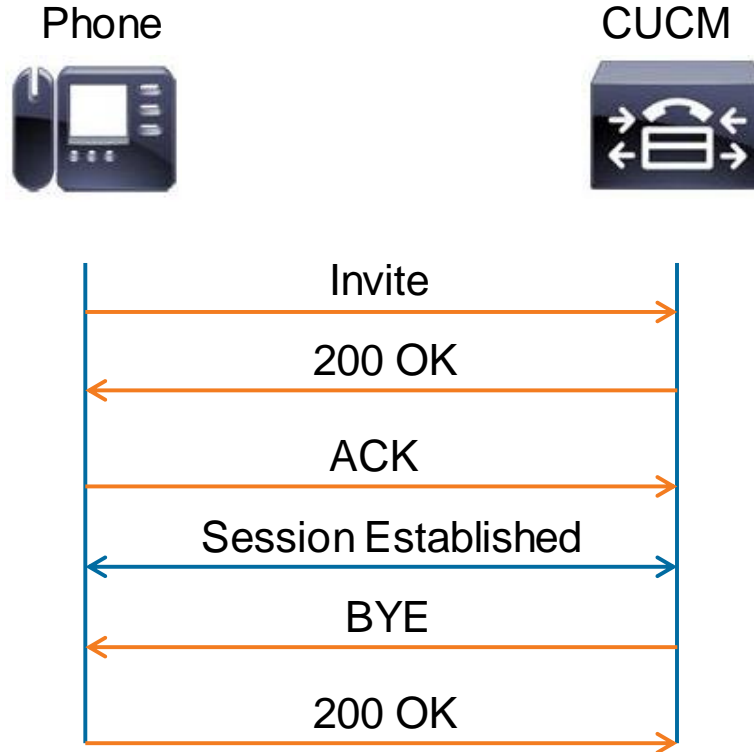 Phone
CUCM
Invite
200 OK
ACK
Session Established
BYE
200 OK